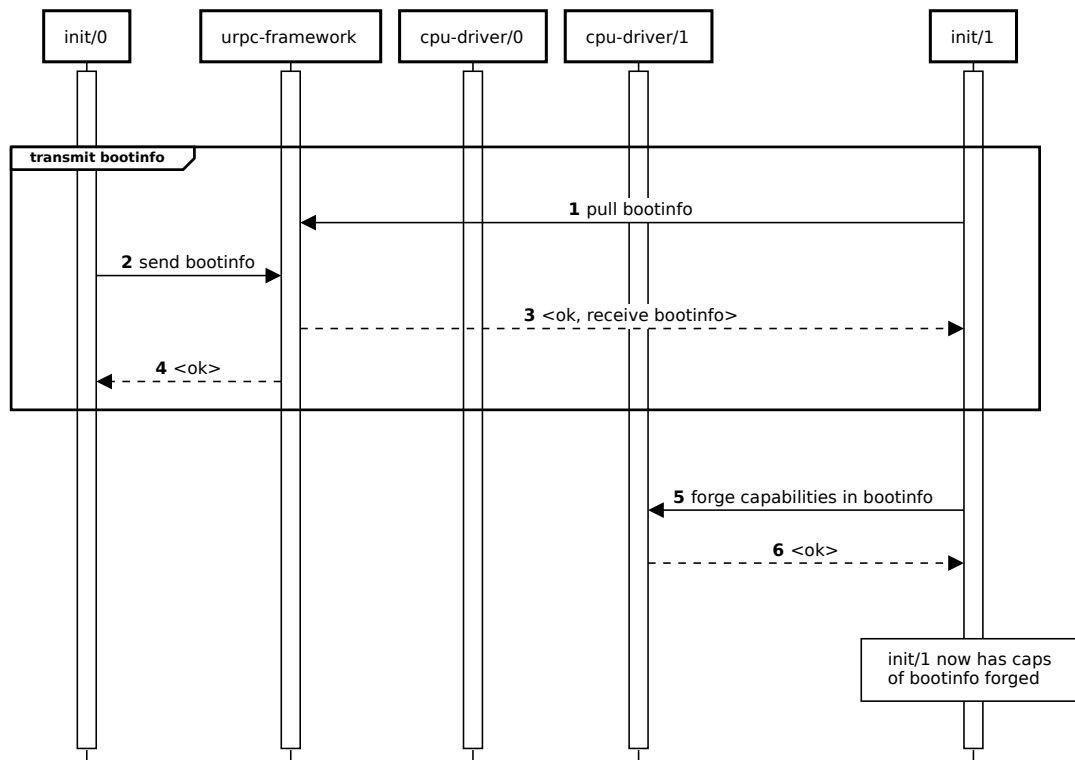 init/0
urpc-framework
cpu-driver/0
cpu-driver/1
init/1
transmit bootinfo
1 pull bootinfo
2 send bootinfo
3 <ok, receive bootinfo>
4 <ok>
5 forge capabilities in bootinfo
6 <ok>
init/1 now has caps
of bootinfo forged